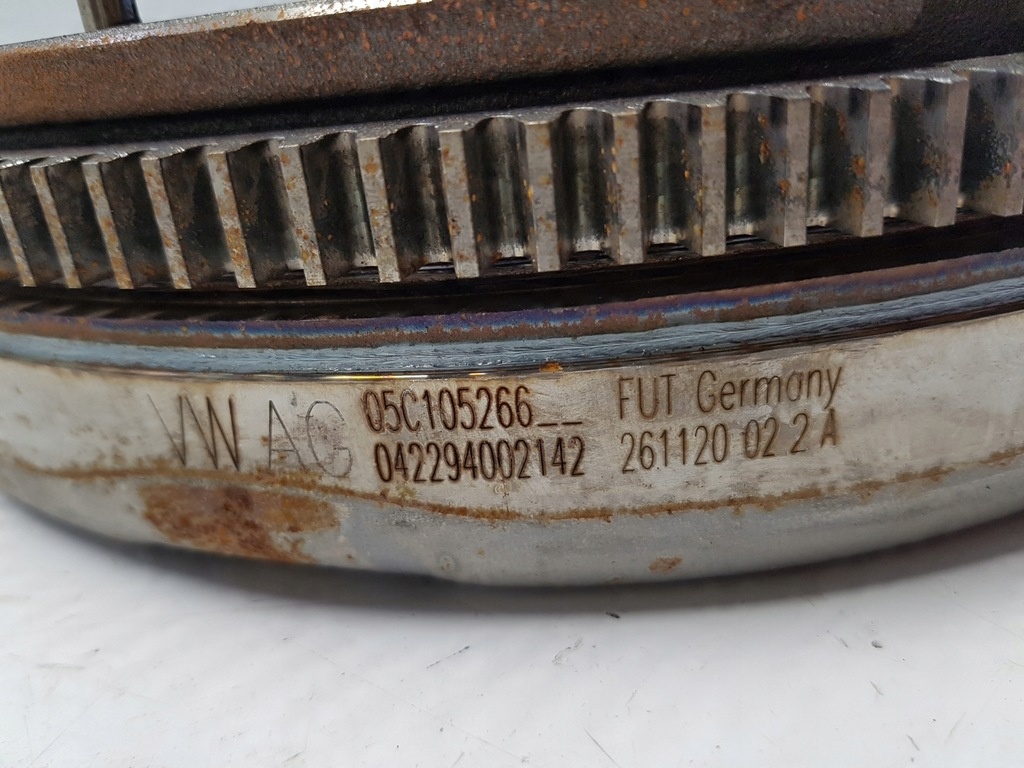 VW AG
05C105266__ FUT Germany
042294002142 261120 02 2 A